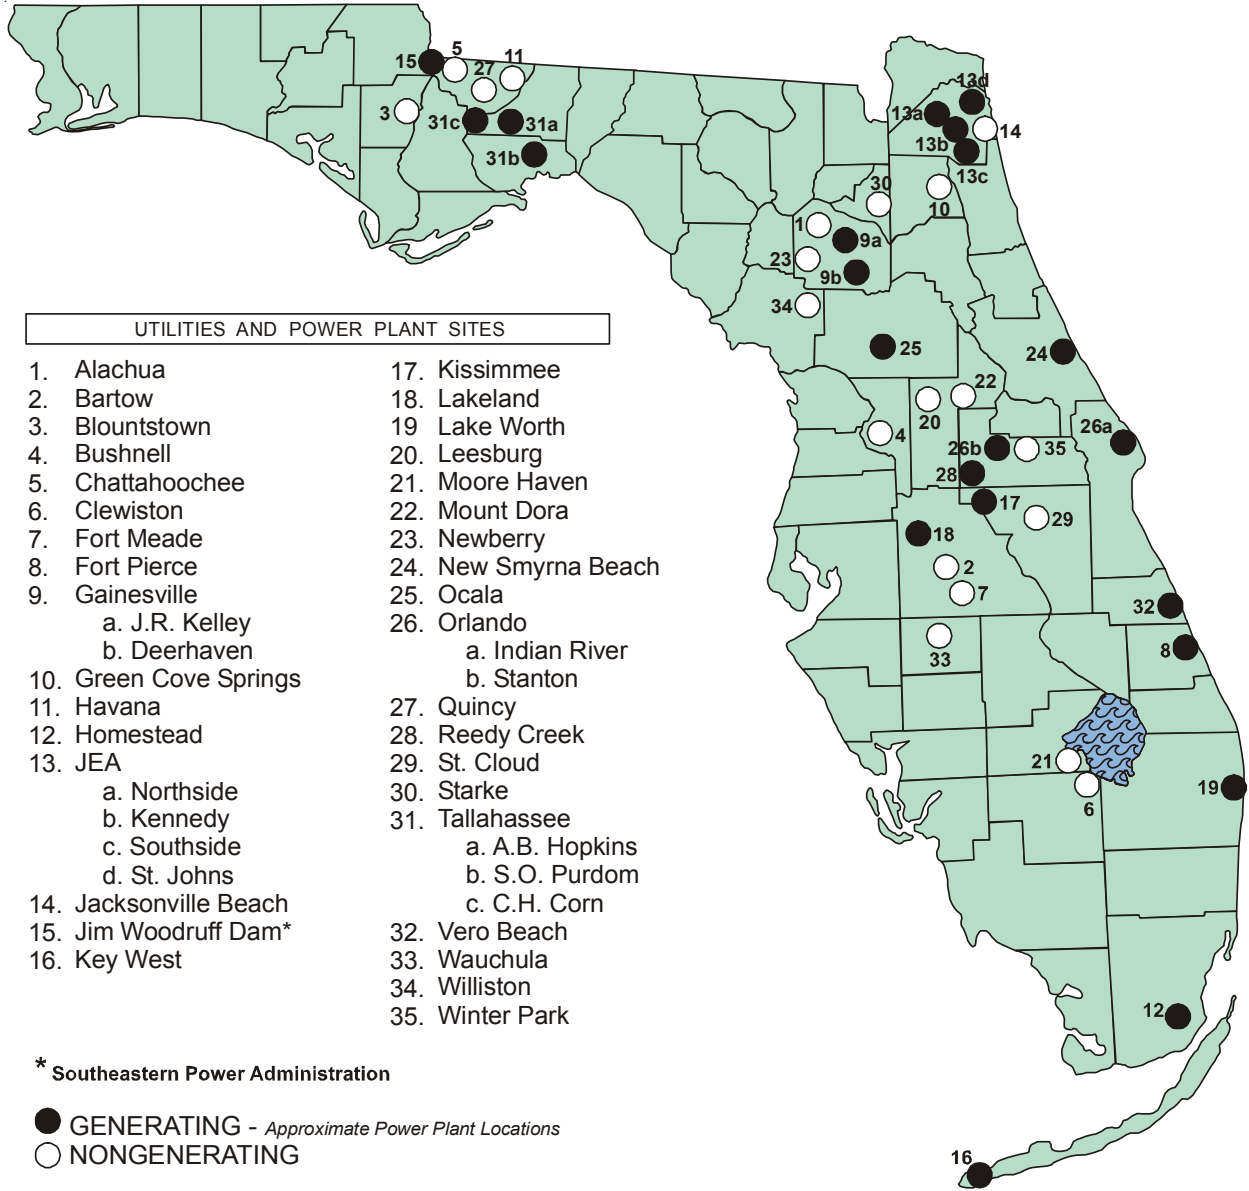 15
5
11
27
3
31c
31a
31b
13d
13a
14
13b
13c
30
10
1
9a
23
9b
34
25
24
22
20
4
26a
26b
35
28
17
29
18
2
7
32
33
8
21
6
19
12
16
UTILITIES AND POWER PLANT SITES
1. Alachua
2. Bartow
3. Blountstown
4. Bushnell
5. Chattahoochee
6. Clewiston
7. Fort Meade
8. Fort Pierce
9. Gainesville
a. J.R. Kelley
b. Deerhaven
10. Green Cove Springs
11. Havana
12. Homestead
13. JEA
a. Northside
b. Kennedy
c. Southside
d. St. Johns
14. Jacksonville Beach
15. Jim Woodruff Dam*
16. Key West
17. Kissimmee
18. Lakeland
19 Lake Worth
20. Leesburg
21. Moore Haven
22. Mount Dora
23. Newberry
24. New Smyrna Beach
25. Ocala
26. Orlando
a. Indian River
b. Stanton
27. Quincy
28. Reedy Creek
29. St. Cloud
30. Starke
31. Tallahassee
a. A.B. Hopkins
b. S.O. Purdom
c. C.H. Corn
32. Vero Beach
33. Wauchula
34. Williston
35. Winter Park
* Southeastern Power Administration
GENERATING - Approximate Power Plant Locations
NONGENERATING